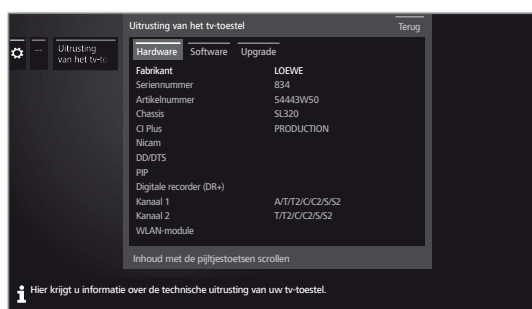 Uitrusting van het tv-toestel Terug
... Uitrusting van het tv-to
Hardware Software Upgrade
Fabrikant LOEWE
Seriennummer 834
Artikelnummer 54443W50
Chassis SL320
CI Plus PRODUCTION
Nicam
DD/DTS
PIP
Digitale recorder (DR+)
Kanaal 1 A/T/T2/C/C2/S/S2
Kanaal 2 T/T2/C/C2/S/S2
WLAN-module
Inhoud met de pijltjestoetsen scrollen
Hier krijgt u informatie over de technische uitrusting van uw tv-toestel.